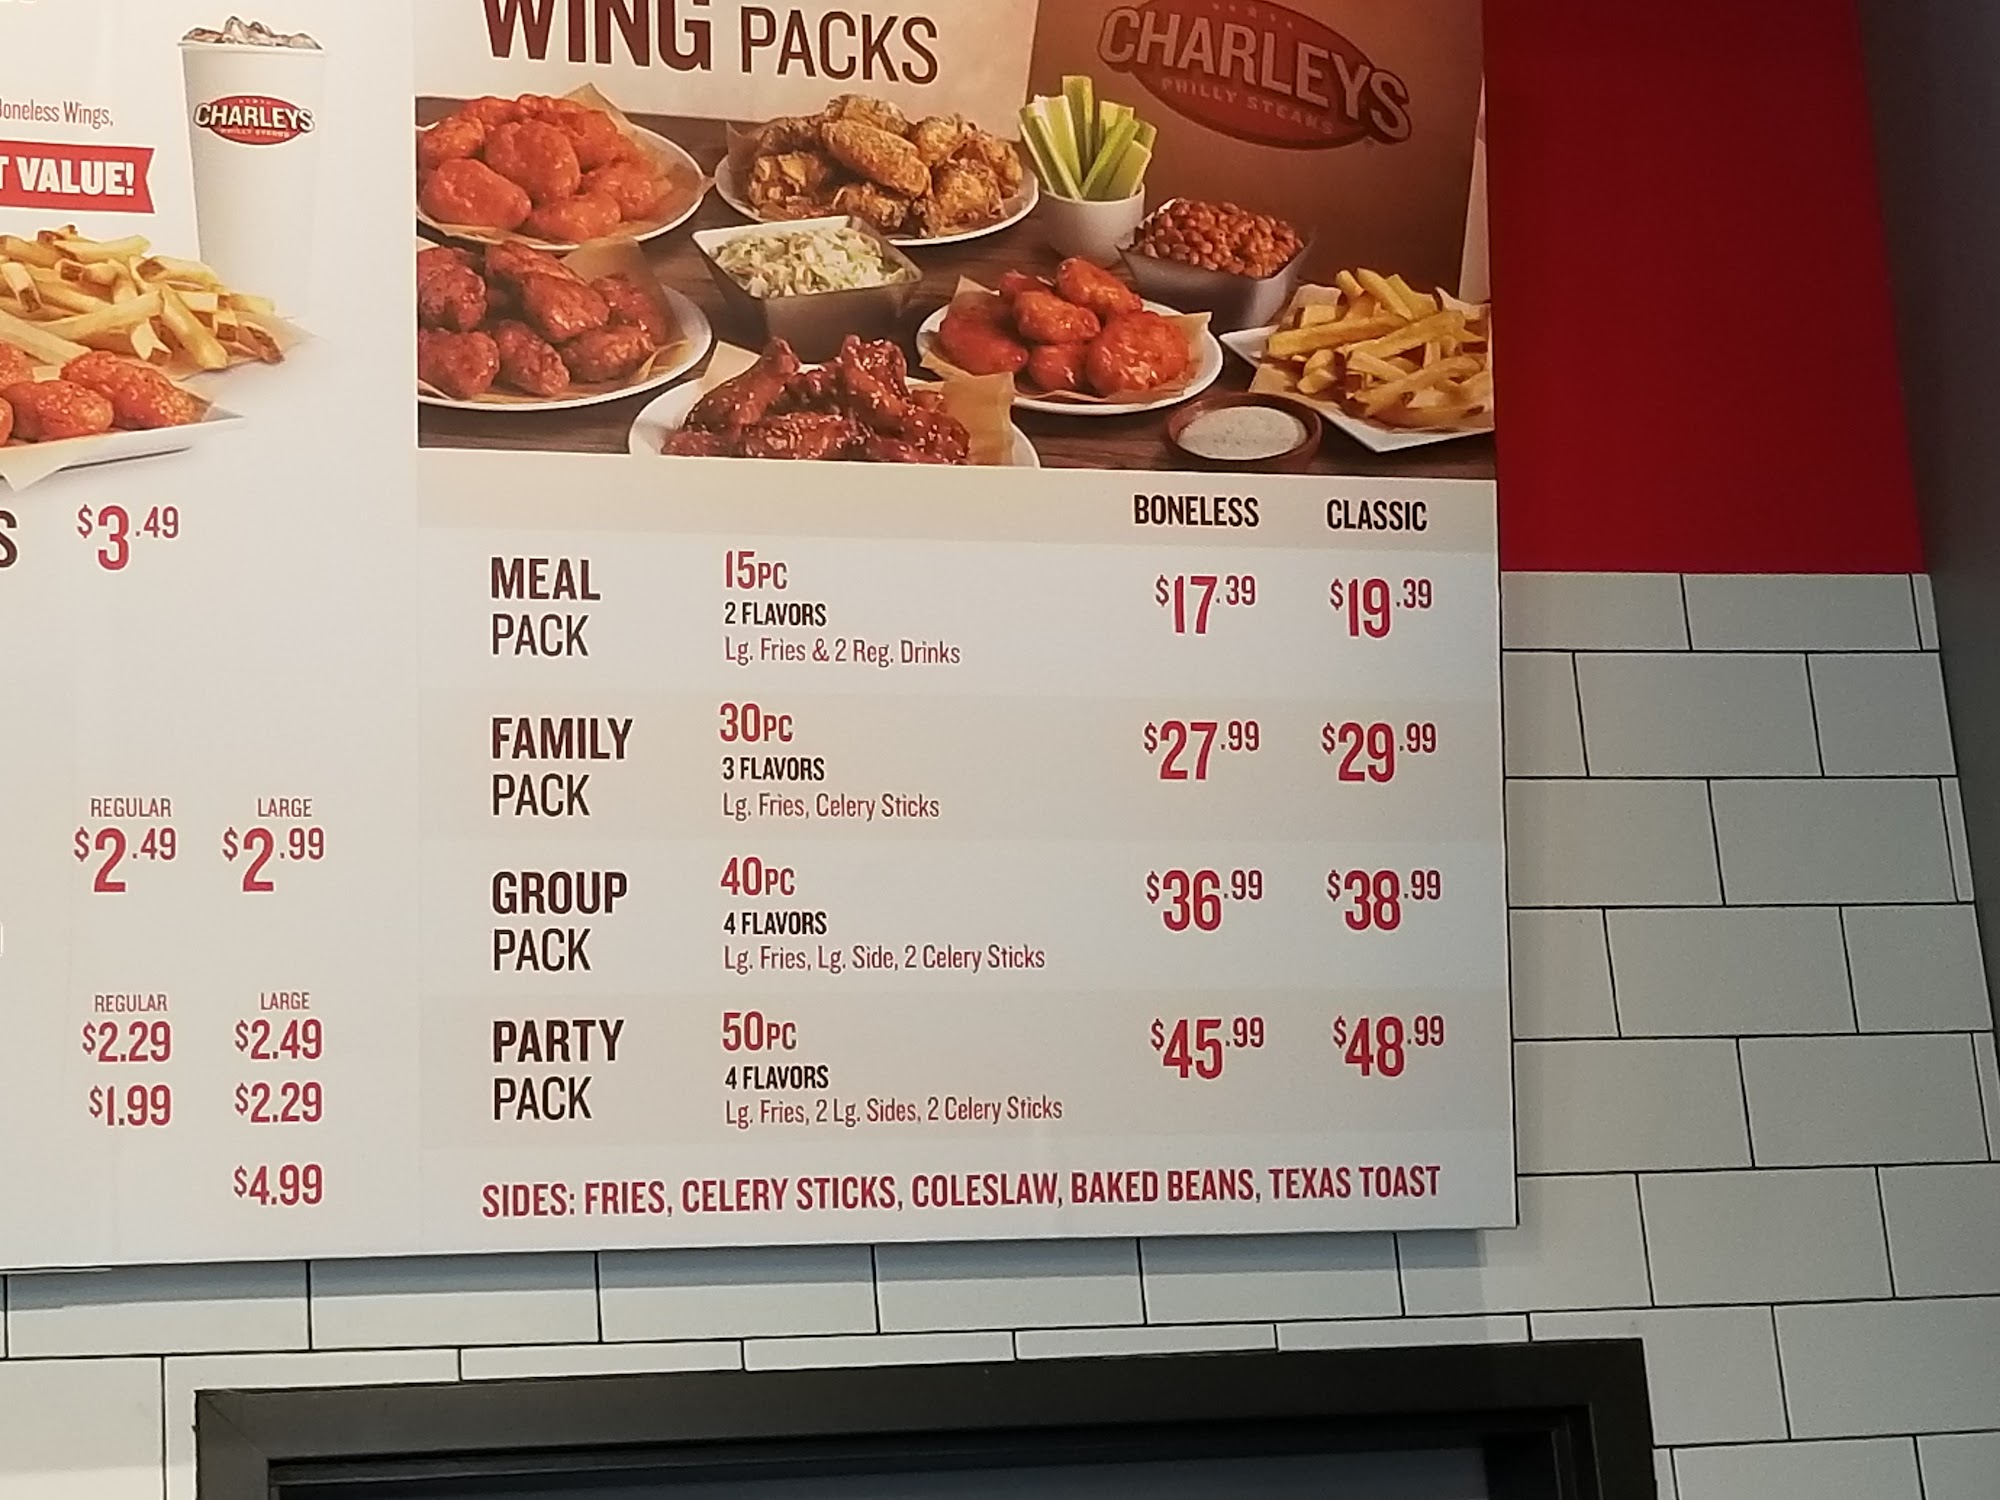 WING PACKS
CHARLEYS
PHILLY STEAKS
Boneless Wings,
VALUE!
CHARLEYS
PHILLY STEAKS
$3.49
REGULAR LARGE
$2.49 $2.99
REGULAR LARGE
$2.29 $2.49
$1.99 $2.29
$4.99
BONELESS CLASSIC
MEAL PACK
15PC
2 FLAVORS
Lg. Fries & 2 Reg. Drinks
$17.39 $19.39
FAMILY PACK
30PC
3 FLAVORS
Lg. Fries, Celery Sticks
$27.99 $29.99
GROUP PACK
40PC
4 FLAVORS
Lg. Fries, Lg. Side, 2 Celery Sticks
$36.99 $38.99
PARTY PACK
50PC
4 FLAVORS
Lg. Fries, 2 Lg. Sides, 2 Celery Sticks
$45.99 $48.99
SIDES: FRIES, CELERY STICKS, COLESLAW, BAKED BEANS, TEXAS TOAST